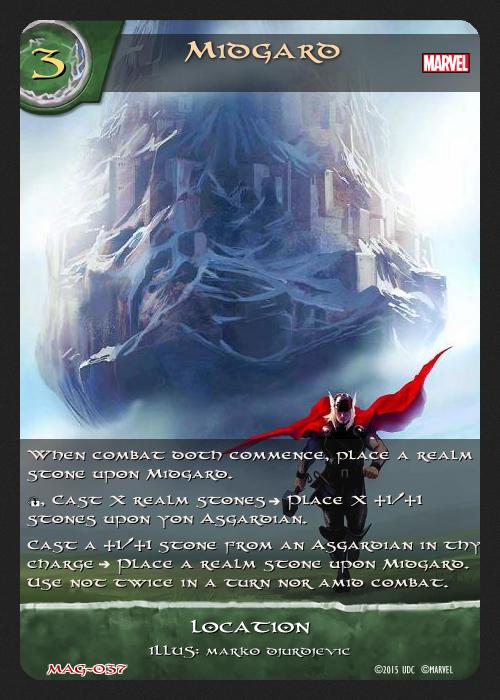 3
Midgard
MARVEL
When combat doth commence, place a realm
stone upon Midgard.
, Cast X realm stones → Place X +1/+1
stones upon yon Asgardian.
Cast a +1/+1 stone from an Asgardian in thy
charge → Place a realm stone upon Midgard.
Use not twice in a turn nor amid combat.
Location
Illus: Marko Djurdjevic
MAG-037
©2015 UDC ©MARVEL